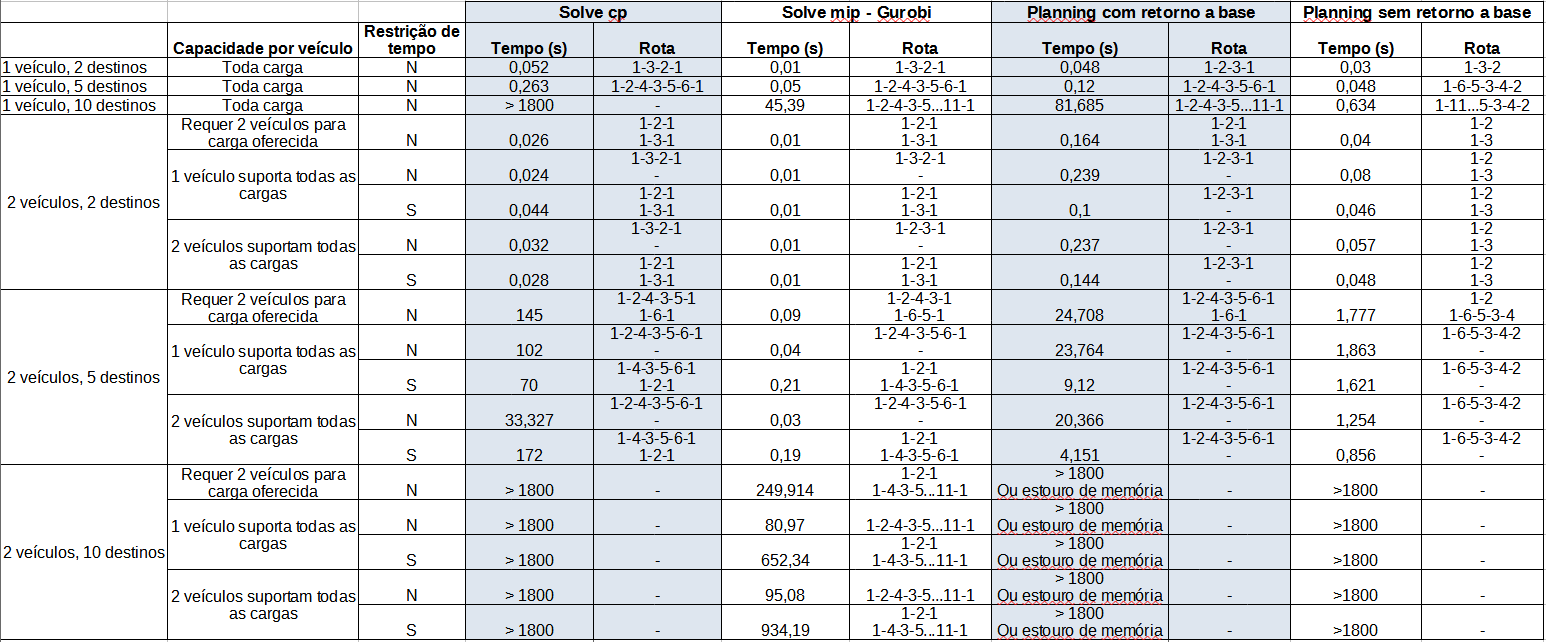 Solve cp Solve mip - Gurobi Planning com retorno a base Planning sem retorno a base
Capacidade por veículo Restrição de tempo Tempo (s) Rota Tempo (s) Rota Tempo (s) Rota Tempo (s) Rota
1 veículo, 2 destinos Toda carga N 0,052 1-3-2-1 0,01 1-3-2-1 0,048 1-2-3-1 0,03 1-3-2
1 veículo, 5 destinos Toda carga N 0,263 1-2-4-3-5-6-1 0,05 1-2-4-3-5-6-1 0,12 1-2-4-3-5-6-1 0,048 1-6-5-3-4-2
1 veículo, 10 destinos Toda carga N > 1800 - 45,39 1-2-4-3-5...11-1 81,685 1-2-4-3-5...11-1 0,634 1-11...5-3-4-2
2 veículos, 2 destinos
Requer 2 veículos para 1-2-1 1-2-1 1-2-1 1-2
carga oferecida N 0,026 1-3-1 0,01 1-3-1 0,164 1-3-1 0,04 1-3
1 veículo suporta todas as
cargas
1-3-2-1 1-3-2-1 1-2-3-1 1-2
N 0,024 - 0,01 - 0,239 - 0,08 1-3
1-2-1 1-2-1 1-2-3-1 1-2
S 0,044 1-3-1 0,01 1-3-1 0,1 - 0,046 1-3
2 veículos suportam todas
as cargas
1-3-2-1 1-2-3-1 1-2-3-1 1-2
N 0,032 - 0,01 - 0,237 - 0,057 1-3
1-2-1 1-2-1 1-2-3-1 1-2
S 0,028 1-3-1 0,01 1-3-1 0,144 - 0,048 1-3
2 veículos, 5 destinos
Requer 2 veículos para 1-2-4-3-5-1 1-2-4-3-1 1-2-4-3-5-6-1 1-2
carga oferecida N 145 1-6-1 0,09 1-6-5-1 24,708 1-6-1 1,777 1-6-5-3-4
1 veículo suporta todas as
cargas
1-2-4-3-5-6-1 1-2-4-3-5-6-1 1-2-4-3-5-6-1 1-6-5-3-4-2
N 102 - 0,04 - 23,764 - 1,863 -
1-4-3-5-6-1 1-2-1 1-2-4-3-5-6-1 1-6-5-3-4-2
S 70 1-2-1 0,21 1-4-3-5-6-1 9,12 - 1,621 -
2 veículos suportam todas
as cargas
1-2-4-3-5-6-1 1-2-4-3-5-6-1 1-2-4-3-5-6-1 1-6-5-3-4-2
N 33,327 - 0,03 - 20,366 - 1,254 -
1-4-3-5-6-1 1-2-1 1-2-4-3-5-6-1 1-6-5-3-4-2
S 172 1-2-1 0,19 1-4-3-5-6-1 4,151 - 0,856 -
2 veículos, 10 destinos
Requer 2 veículos para 1-2-1 > 1800
carga oferecida N > 1800 - 249,914 1-4-3-5...11-1 Ou estouro de memória - >1800 -
1 veículo suporta todas as
cargas
> 1800
N > 1800 - 80,97 1-2-4-3-5...11-1 Ou estouro de memória - >1800 -
1-2-1 > 1800
S > 1800 - 652,34 1-4-3-5...11-1 Ou estouro de memória - >1800 -
2 veículos suportam todas
as cargas
> 1800
N > 1800 - 95,08 1-2-4-3-5...11-1 Ou estouro de memória - >1800 -
1-2-1 > 1800
S > 1800 - 934,19 1-4-3-5...11-1 Ou estouro de memória - >1800 -